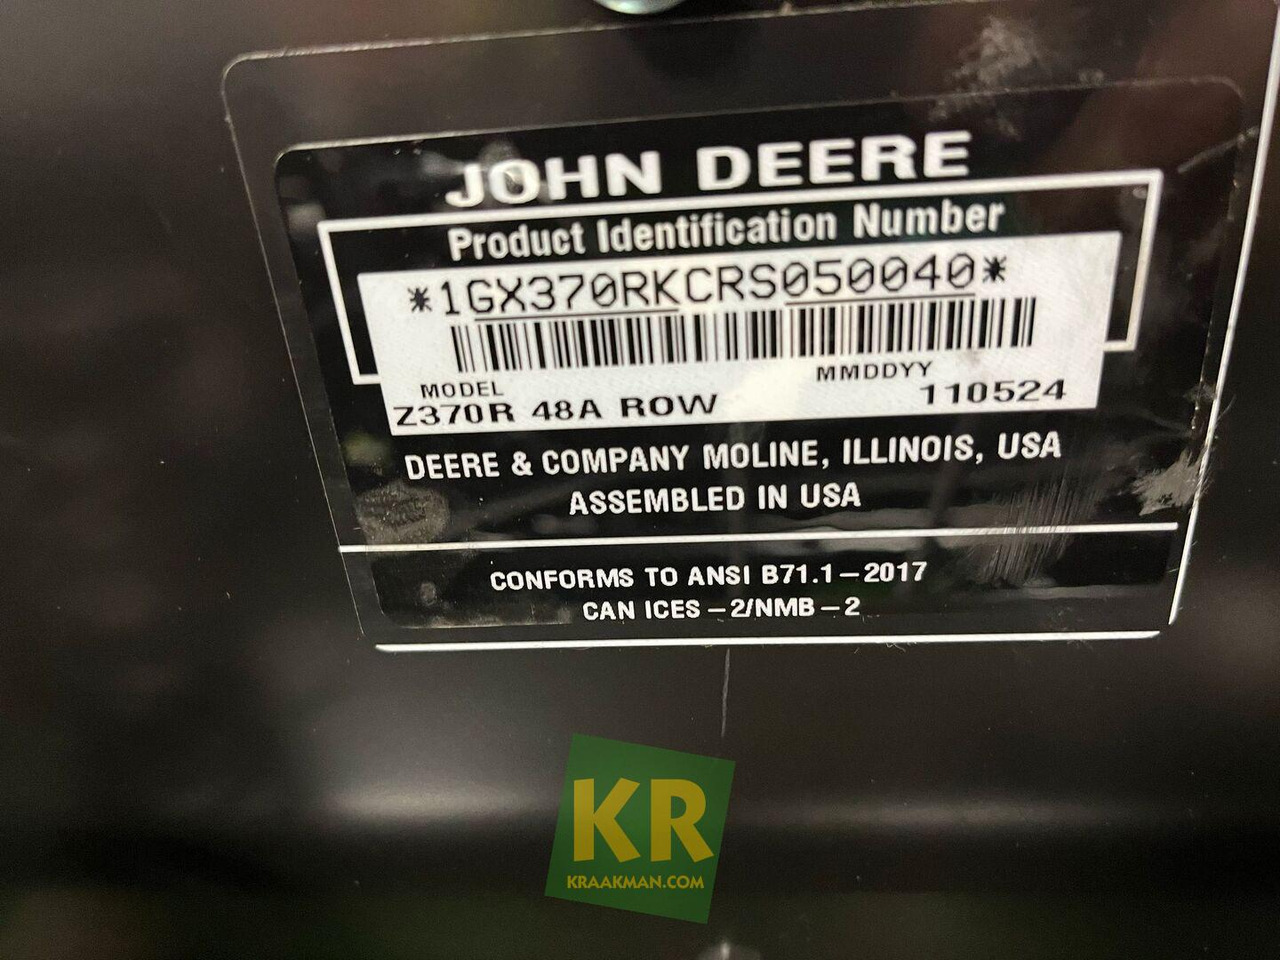 JOHN DEERE
Product Identification Number
*1GX370RKCRS050040*
MODEL
MMDDYY
Z370R 48A ROW
110524
DEERE & COMPANY MOLINE, ILLINOIS, USA
ASSEMBLED IN USA
CONFORMS TO ANSI B71.1-2017
CAN ICES -2/NMB-2
KR
KRAAKMAN.COM